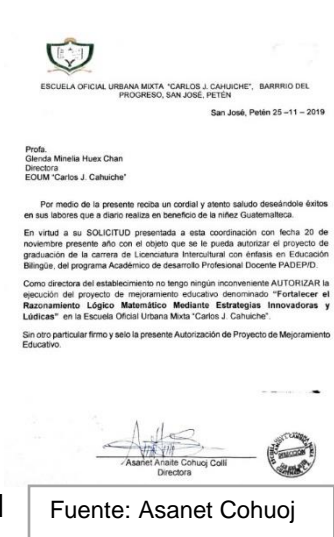 ESCUELA OFICIAL URBANA MIXTA "CARLOS J. CAHUICHE", BARRRIO DEL
PROGRESO, SAN JOSÉ, PETÉN
San José, Petén 25 –11 – 2019
Profa.
Glenda Minelia Huex Chan
Directora
EOUM "Carlos J. Cahuiche"
Por medio de la presente reciba un cordial y atento saludo deseándole éxitos
en sus labores que a diario realiza en beneficio de la niñez Guatemalteca.
En virtud a su SOLICITUD presentada a esta coordinación con fecha 20 de
noviembre presente año con el objeto que se le pueda autorizar el proyecto de
graduación de la carrera de Licenciatura Intercultural con énfasis en Educación
Bilingüe, del programa Académico de desarrollo Profesional Docente PADEP/D.
Como directora del establecimiento no tengo ningún inconveniente AUTORIZAR la
ejecución del proyecto de mejoramiento educativo denominado "Fortalecer el
Razonamiento Lógico Matemático Mediante Estrategias Innovadoras y
Lúdicas" en la Escuela Oficial Urbana Mixta "Carlos J. Cahuiche".
Sin otro particular firmo y selo la presente Autorización de Proyecto de Mejoramiento
Educativo.
Asanet Anaite Cohuoj Collí
Directora
DIRECCIÓN
Fuente: Asanet Cohuoj